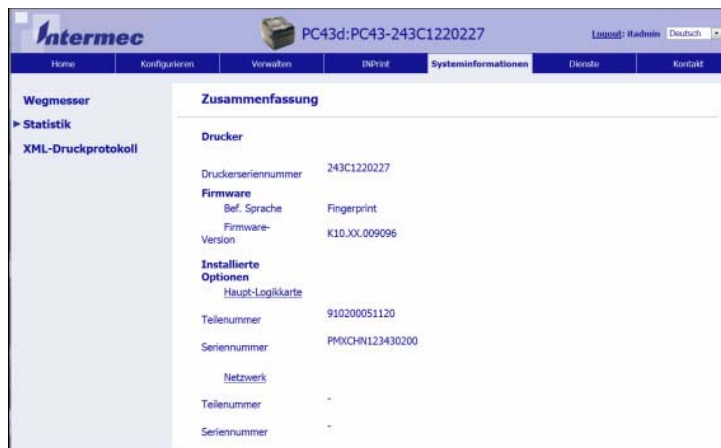 Intermec
PC43d:PC43-243C1220227
Logout: itadmin Deutsch
Home Konfigurieren Verwalten INPrint Systeminformationen Dienste Kontakt
Wegmesser
Statistik
XML-Druckprotokoll
Zusammenfassung
Drucker
Druckerseriennummer 243C1220227
Firmware
Bef. Sprache Fingerprint
Firmware-
Version K10.XX.009096
Installierte
Optionen
Haupt-Logikkarte
Teilenummer 910200051120
Seriennummer PMXCHN123430200
Netzwerk
Teilenummer -
Seriennummer -